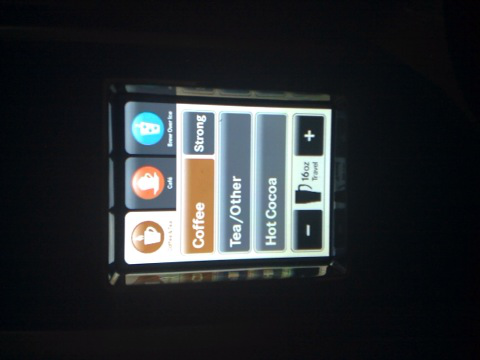 Café
Brew Over Ice
Coffee
Strong
Tea/Other
Hot Cocoa
−
16oz
Travel
+